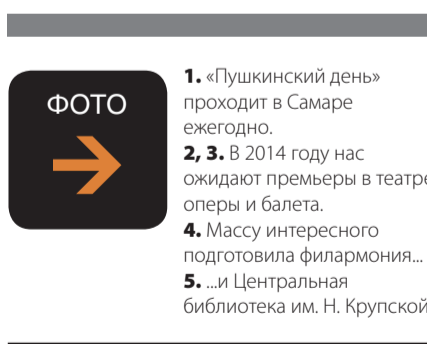 ФОТО
1. «Пушкинский день»
проходит в Самаре
ежегодно.
2, 3. В 2014 году нас
ожидают премьеры в театре
оперы и балета.
4. Массу интересного
подготовила филармония...
5. ...и Центральная
библиотека им. Н. Крупской